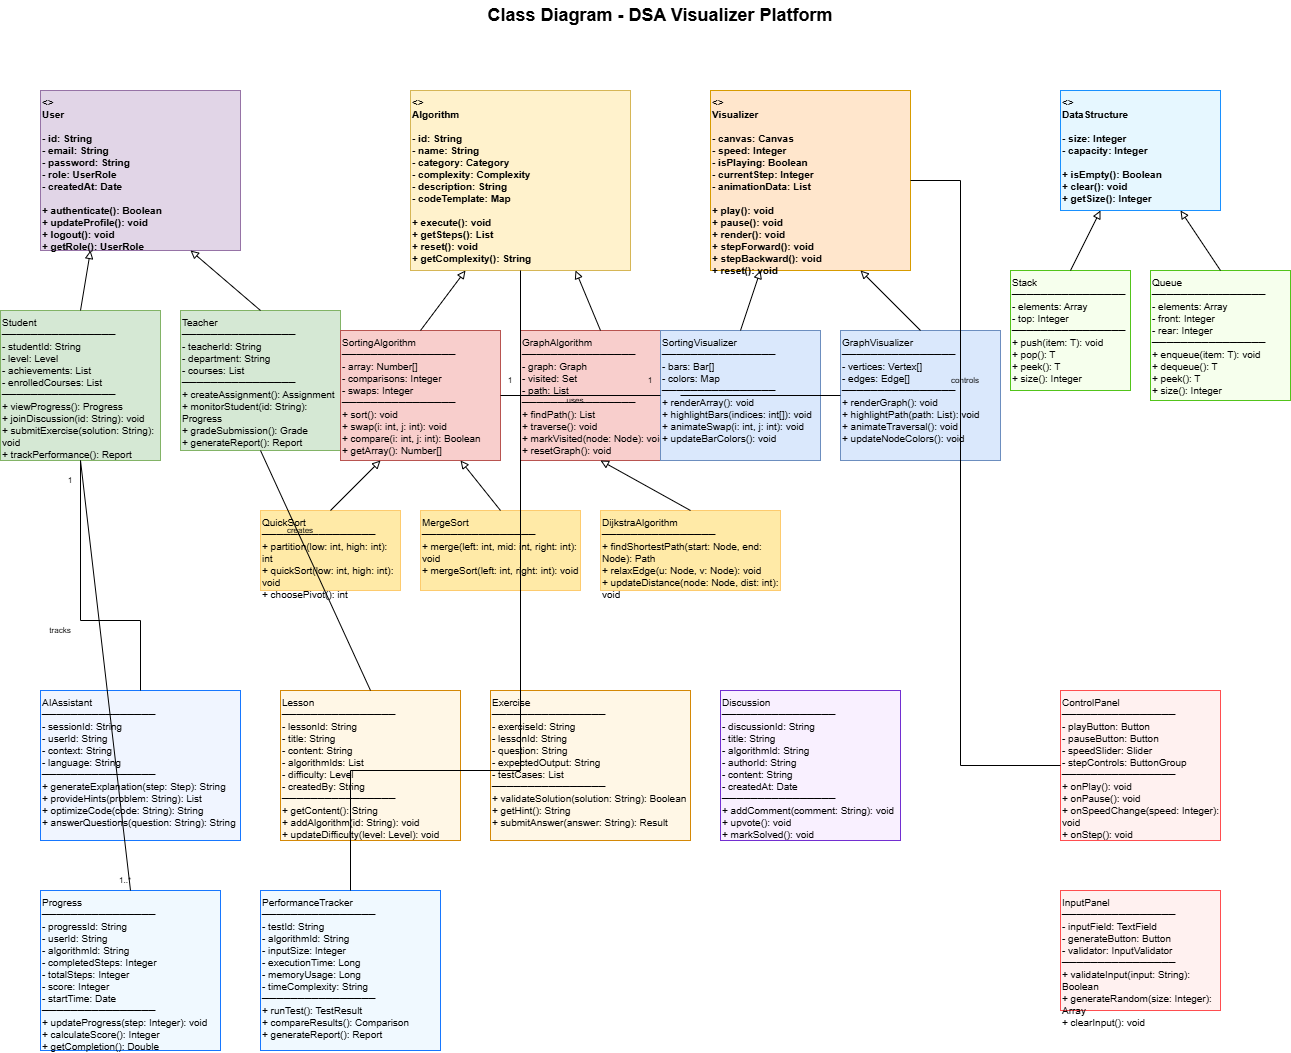 Class Diagram - DSA Visualizer Platform
<>
User
- id: String
- email: String
- password: String
- role: UserRole
- createdAt: Date
+ authenticate(): Boolean
+ updateProfile(): void
+ logout(): void
+ getRole(): UserRole
<>
Algorithm
- id: String
- name: String
- category: Category
- complexity: Complexity
- description: String
- codeTemplate: Map
+ execute(): void
+ getSteps(): List
+ reset(): void
+ getComplexity(): String
<>
Visualizer
- canvas: Canvas
- speed: Integer
- isPlaying: Boolean
- currentStep: Integer
- animationData: List
+ play(): void
+ pause(): void
+ render(): void
+ stepForward(): void
+ stepBackward(): void
+ reset(): void
<>
DataStructure
- size: Integer
- capacity: Integer
+ isEmpty(): Boolean
+ clear(): void
+ getSize(): Integer
Student
- studentId: String
- level: Level
- achievements: List
- enrolledCourses: List
+ viewProgress(): Progress
+ joinDiscussion(id: String): void
+ submitExercise(solution: String):
void
+ trackPerformance(): Report
Teacher
- teacherId: String
- department: String
- courses: List
+ createAssignment(): Assignment
+ monitorStudent(id: String):
Progress
+ gradeSubmission(): Grade
+ generateReport(): Report
SortingAlgorithm
- array: Number[]
- comparisons: Integer
- swaps: Integer
+ sort(): void
+ swap(i: int, j: int): void
+ compare(i: int, j: int): Boolean
+ getArray(): Number[]
GraphAlgorithm
- graph: Graph
- visited: Set
- path: List
+ findPath(): List
+ traverse(): void
+ markVisited(node: Node): voi
+ resetGraph(): void
SortingVisualizer
- bars: Bar[]
- colors: Map
+ renderArray(): void
+ highlightBars(indices: int[]): void
+ animateSwap(i: int, j: int): void
+ updateBarColors(): void
GraphVisualizer
- vertices: Vertex[]
- edges: Edge[]
+ renderGraph(): void
+ highlightPath(path: List): void
+ animateTraversal(): void
+ updateNodeColors(): void
Stack
- elements: Array
- top: Integer
+ push(item: T): void
+ pop(): T
+ peek(): T
+ size(): Integer
Queue
- elements: Array
- front: Integer
- rear: Integer
+ enqueue(item: T): void
+ dequeue(): T
+ peek(): T
+ size(): Integer
1
1
uses
controls
1
QuickSort
creates
+ partition(low: int, high: int):
int
+ quickSort(low: int, high: int):
void
+ choosePivot(): int
MergeSort
+ merge(left: int, mid: int, right: int):
void
+ mergeSort(left: int, right: int): void
DijkstraAlgorithm
+ findShortestPath(start: Node, end:
Node): Path
+ relaxEdge(u: Node, v: Node): void
+ updateDistance(node: Node, dist: int):
void
tracks
AIAssistant
- sessionId: String
- userId: String
- context: String
- language: String
+ generateExplanation(step: Step): String
+ provideHints(problem: String): List
+ optimizeCode(code: String): String
+ answerQuestions(question: String): String
Lesson
- lessonId: String
- title: String
- content: String
- algorithmIds: List
- difficulty: Level
- createdBy: String
+ getContent(): String
+ addAlgorithm(id: String): void
+ updateDifficulty(level: Level): void
Exercise
- exerciseId: String
- lessonId: String
- question: String
- expectedOutput: String
- testCases: List
+ validateSolution(solution: String): Boolean
+ getHint(): String
+ submitAnswer(answer: String): Result
Discussion
- discussionId: String
- title: String
- algorithmId: String
- authorId: String
- content: String
- createdAt: Date
+ addComment(comment: String): void
+ upvote(): void
+ markSolved(): void
ControlPanel
- playButton: Button
- pauseButton: Button
- speedSlider: Slider
- stepControls: ButtonGroup
+ onPlay(): void
+ onPause(): void
+ onSpeedChange(speed: Integer):
void
+ onStep(): void
Progress
- progressId: String
- userId: String
- algorithmId: String
- completedSteps: Integer
- totalSteps: Integer
- score: Integer
- startTime: Date
+ updateProgress(step: Integer): void
+ calculateScore(): Integer
+ getCompletion(): Double
PerformanceTracker
- testId: String
- algorithmId: String
- inputSize: Integer
- executionTime: Long
- memoryUsage: Long
- timeComplexity: String
+ runTest(): TestResult
+ compareResults(): Comparison
+ generateReport(): Report
InputPanel
- inputField: TextField
- generateButton: Button
- validator: InputValidator
+ validateInput(input: String):
Boolean
+ generateRandom(size: Integer):
Array
+ clearInput(): void